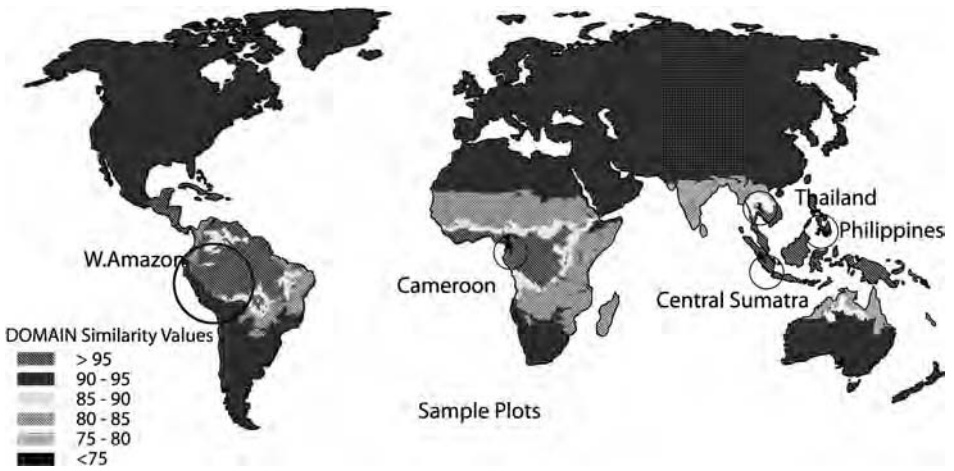 Thailand
Philippines
W.Amazon
Cameroon
Central Sumatra
DOMAIN Similarity Values
> 95
90 - 95
85 - 90
80 - 85
75 - 80
<75
Sample Plots